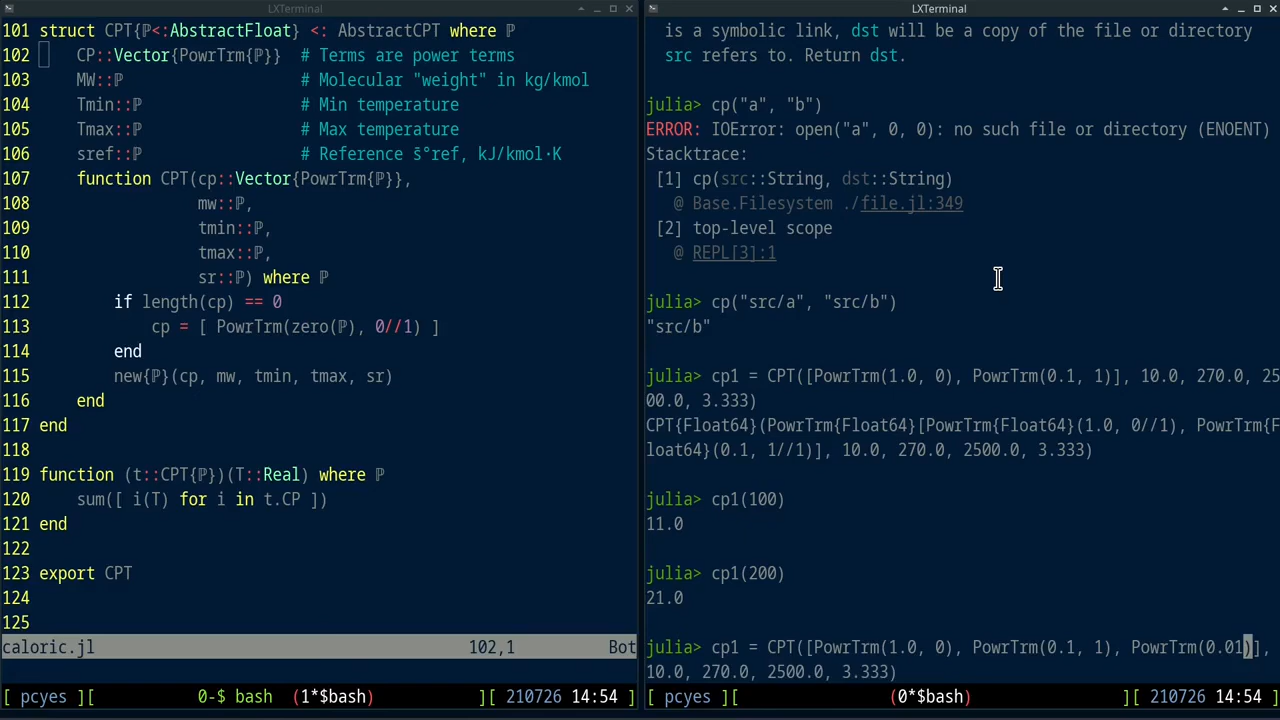 LXTerminal
101 struct CPT{ℙ<:AbstractFloat} <: AbstractCPT where ℙ
102     CP::Vector{PowrTrm{ℙ}}  # Terms are power terms
103     MW::ℙ                   # Molecular "weight" in kg/kmol
104     Tmin::ℙ                 # Min temperature
105     Tmax::ℙ                 # Max temperature
106     sref::ℙ                 # Reference s̄°ref, kJ/kmol·K
107     function CPT(cp::Vector{PowrTrm{ℙ}},
108                  mw::ℙ,
109                  tmin::ℙ,
110                  tmax::ℙ,
111                  sr::ℙ) where ℙ
112         if length(cp) == 0
113             cp = [ PowrTrm(zero(ℙ), 0//1) ]
114         end
115         new{ℙ}(cp, mw, tmin, tmax, sr)
116     end
117 end
118
119 function (t::CPT{ℙ})(T::Real) where ℙ
120     sum([ i(T) for i in t.CP ])
121 end
122
123 export CPT
124
125
caloric.jl 102,1 Bot
[ pcyes ][ 0-$ bash (1*$bash) ][ 210726 14:54 ]
LXTerminal
is a symbolic link, dst will be a copy of the file or directory
src refers to. Return dst.
julia> cp("a", "b")
ERROR: IOError: open("a", 0, 0): no such file or directory (ENOENT)
Stacktrace:
[1] cp(src::String, dst::String)
@ Base.Filesystem ./file.jl:349
[2] top-level scope
@ REPL[3]:1
julia> cp("src/a", "src/b")
"src/b"
julia> cp1 = CPT([PowrTrm(1.0, 0), PowrTrm(0.1, 1)], 10.0, 270.0, 25
00.0, 3.333)
CPT{Float64}(PowrTrm{Float64}[PowrTrm{Float64}(1.0, 0//1), PowrTrm{F
loat64}(0.1, 1//1)], 10.0, 270.0, 2500.0, 3.333)
julia> cp1(100)
11.0
julia> cp1(200)
21.0
julia> cp1 = CPT([PowrTrm(1.0, 0), PowrTrm(0.1, 1), PowrTrm(0.01)],
10.0, 270.0, 2500.0, 3.333)
[ pcyes ][ (0*$bash) ][ 210726 14:54 ]